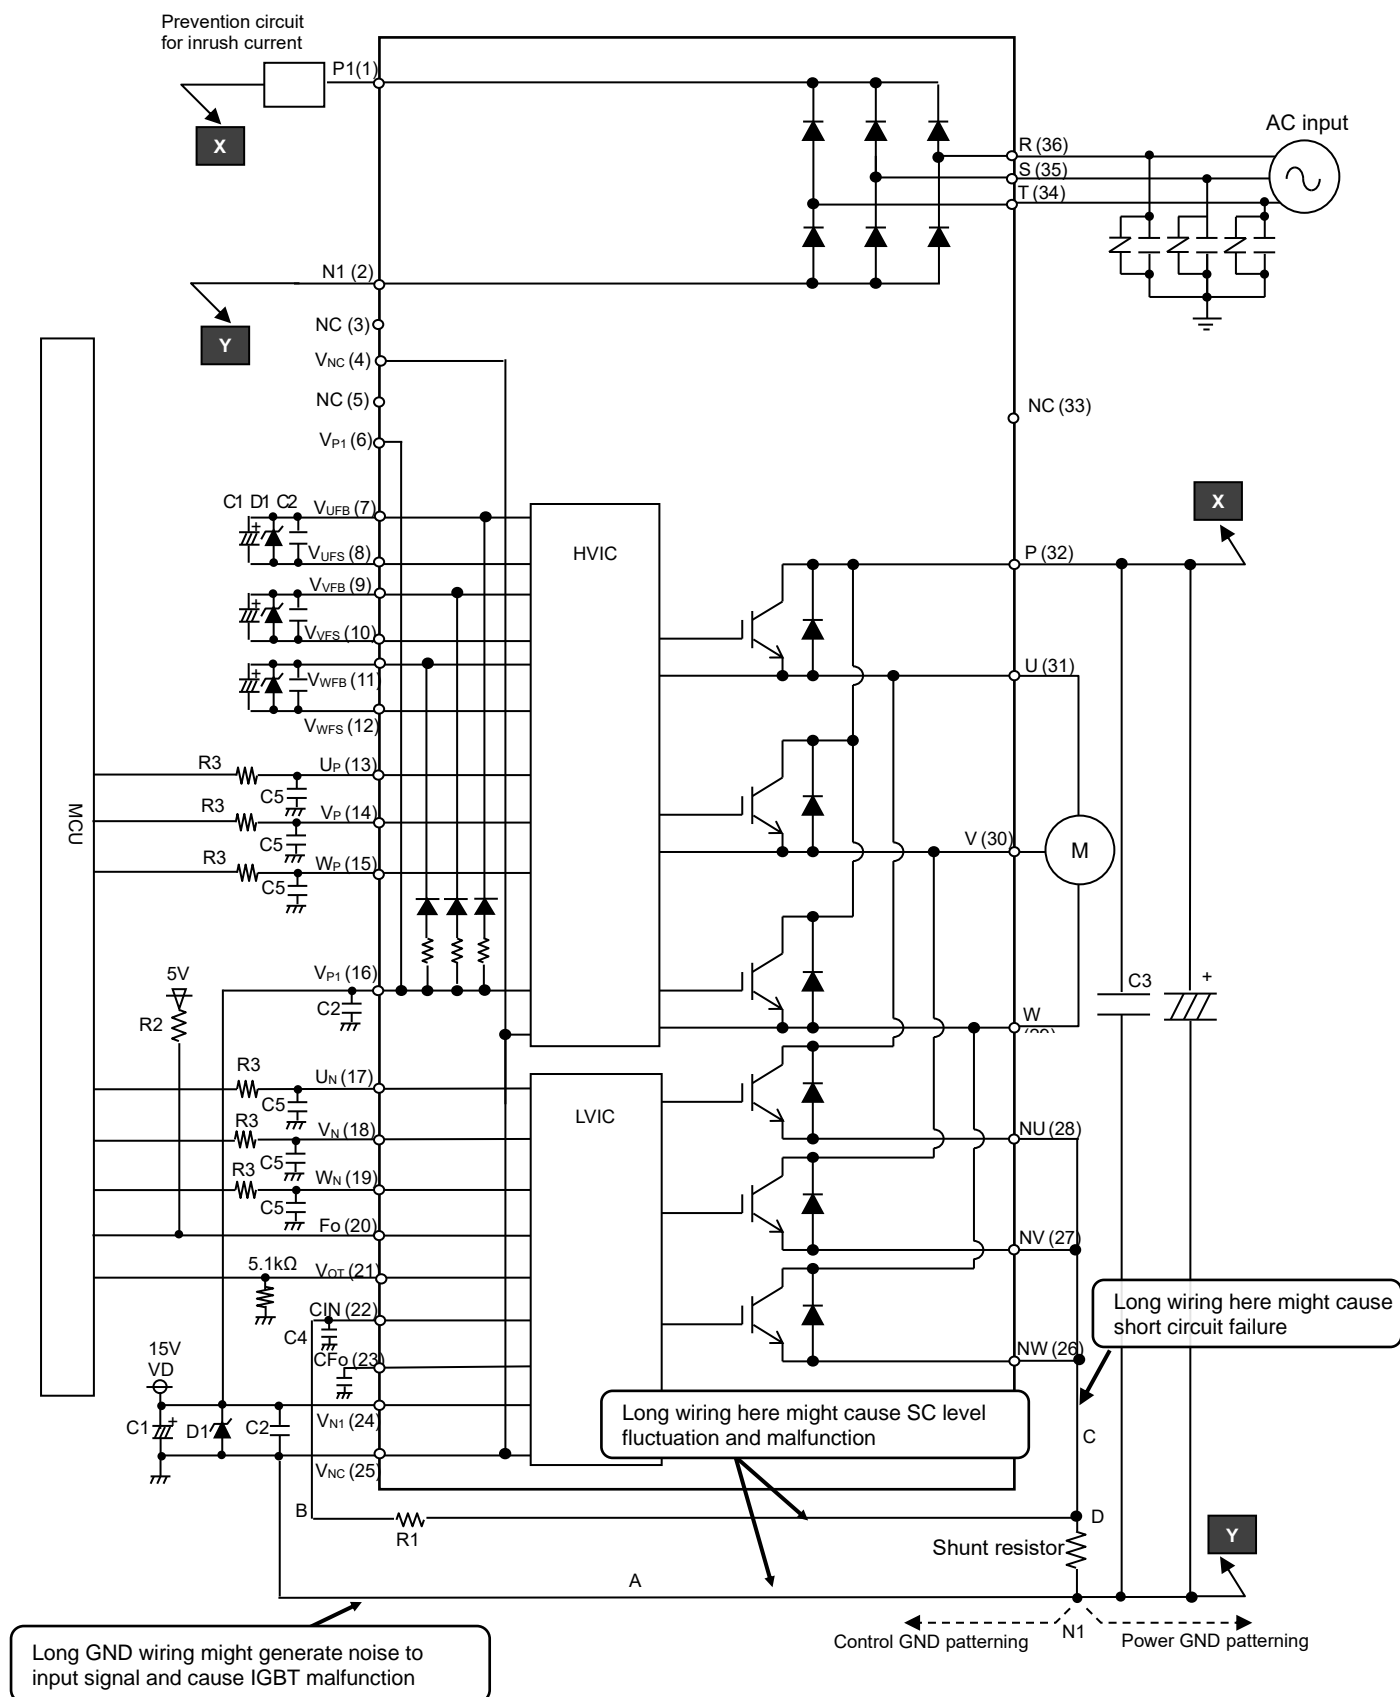 Prevention circuit
for inrush current
P1(1)
X
AC input
R (36)
S (35)
T (34)
N1 (2)
Y
NC (3)
VNC (4)
NC (5)
NC (33)
VP1 (6)
X
C1 D1 C2
VUFB (7)
+
VUFS (8)
HVIC
P (32)
VVFB (9)
+
VVFS (10)
U (31)
+
VWFB (11)
VWFS (12)
R3
UP (13)
C5
R3
VP (14)
C5
MCU
V (30)
M
R3
WP (15)
C5
5V
VP1 (16)
C2
R2
C3
+
W
R3
UN (17)
C5
LVIC
R3
VN (18)
C5
NU (28)
R3
WN (19)
C5
Fo (20)
NV (27)
5.1kΩ
VOT (21)
CIN (22)
C4
Long wiring here might cause
short circuit failure
15V
VD
CFo (23)
NW (26)
Long wiring here might cause SC level
fluctuation and malfunction
C1
+
D1
C2
VN1 (24)
C
VNC (25)
B
R1
D
Y
Shunt resistor
A
N1
Control GND patterning
Power GND patterning
Long GND wiring might generate noise to
input signal and cause IGBT malfunction